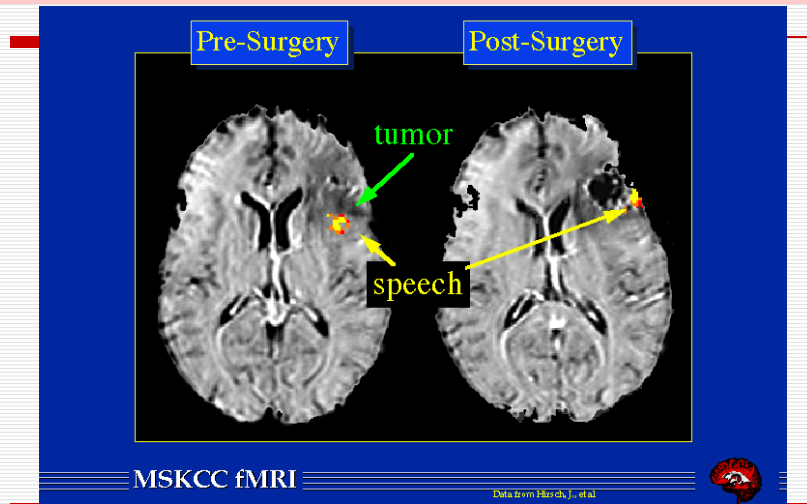 Pre-Surgery
Post-Surgery
tumor
speech
MSKCC fMRI
Data from Hirsch, J., et al